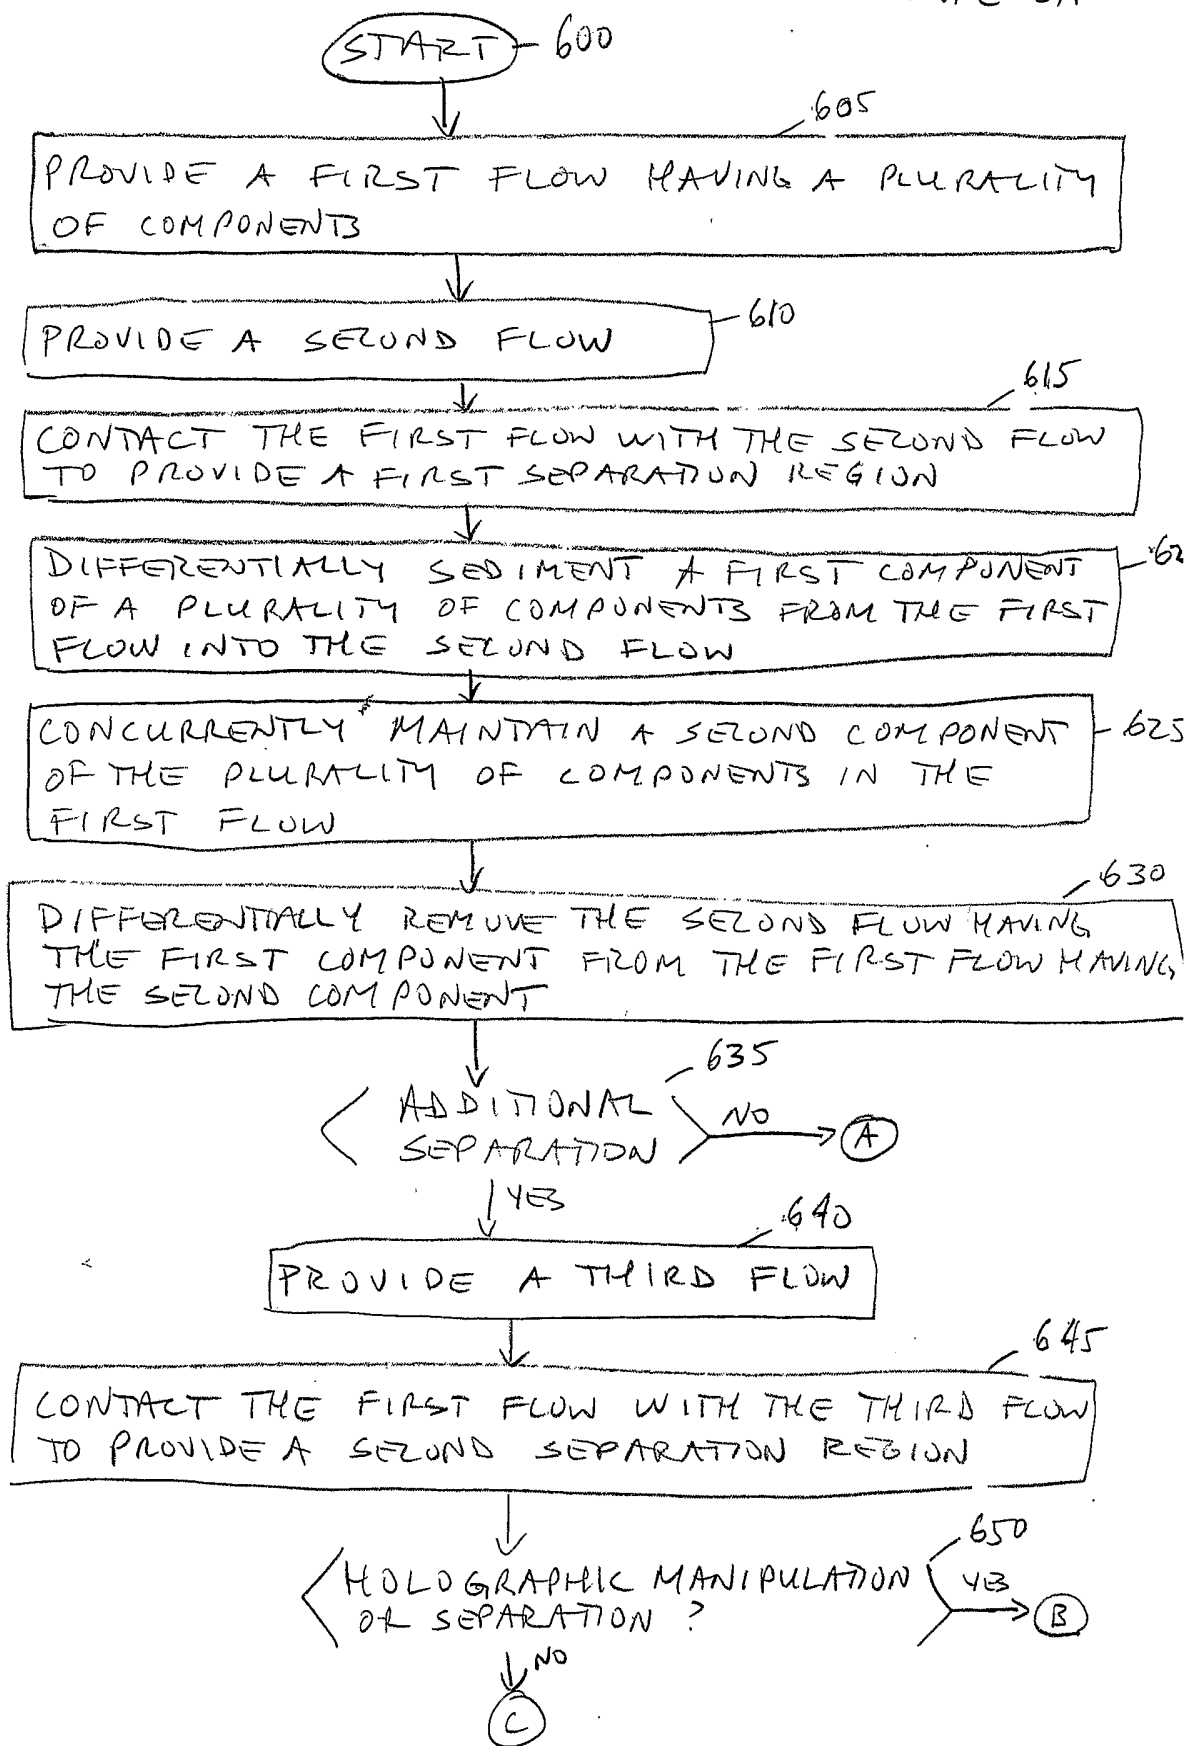 START 600
605
PROVIDE A FIRST FLOW HAVING A PLURALITY
OF COMPONENTS
PROVIDE A SECOND FLOW 610
615
CONTACT THE FIRST FLOW WITH THE SECOND FLOW
TO PROVIDE A FIRST SEPARATION REGION
DIFFERENTIALLY SEDIMENT A FIRST COMPONENT 62
OF A PLURALITY OF COMPONENTS FROM THE FIRST
FLOW INTO THE SECOND FLOW
CONCURRENTLY MAINTAIN A SECOND COMPONENT 625
OF THE PLURALITY OF COMPONENTS IN THE
FIRST FLOW
630
DIFFERENTIALLY REMOVE THE SECOND FLOW HAVING
THE FIRST COMPONENT FROM THE FIRST FLOW HAVING
THE SECOND COMPONENT
635
ADDITIONAL NO A
SEPARATION
YES
640
PROVIDE A THIRD FLOW
645
CONTACT THE FIRST FLOW WITH THE THIRD FLOW
TO PROVIDE A SECOND SEPARATION REGION
650
HOLOGRAPHIC MANIPULATION YES B
OR SEPARATION ?
NO
C